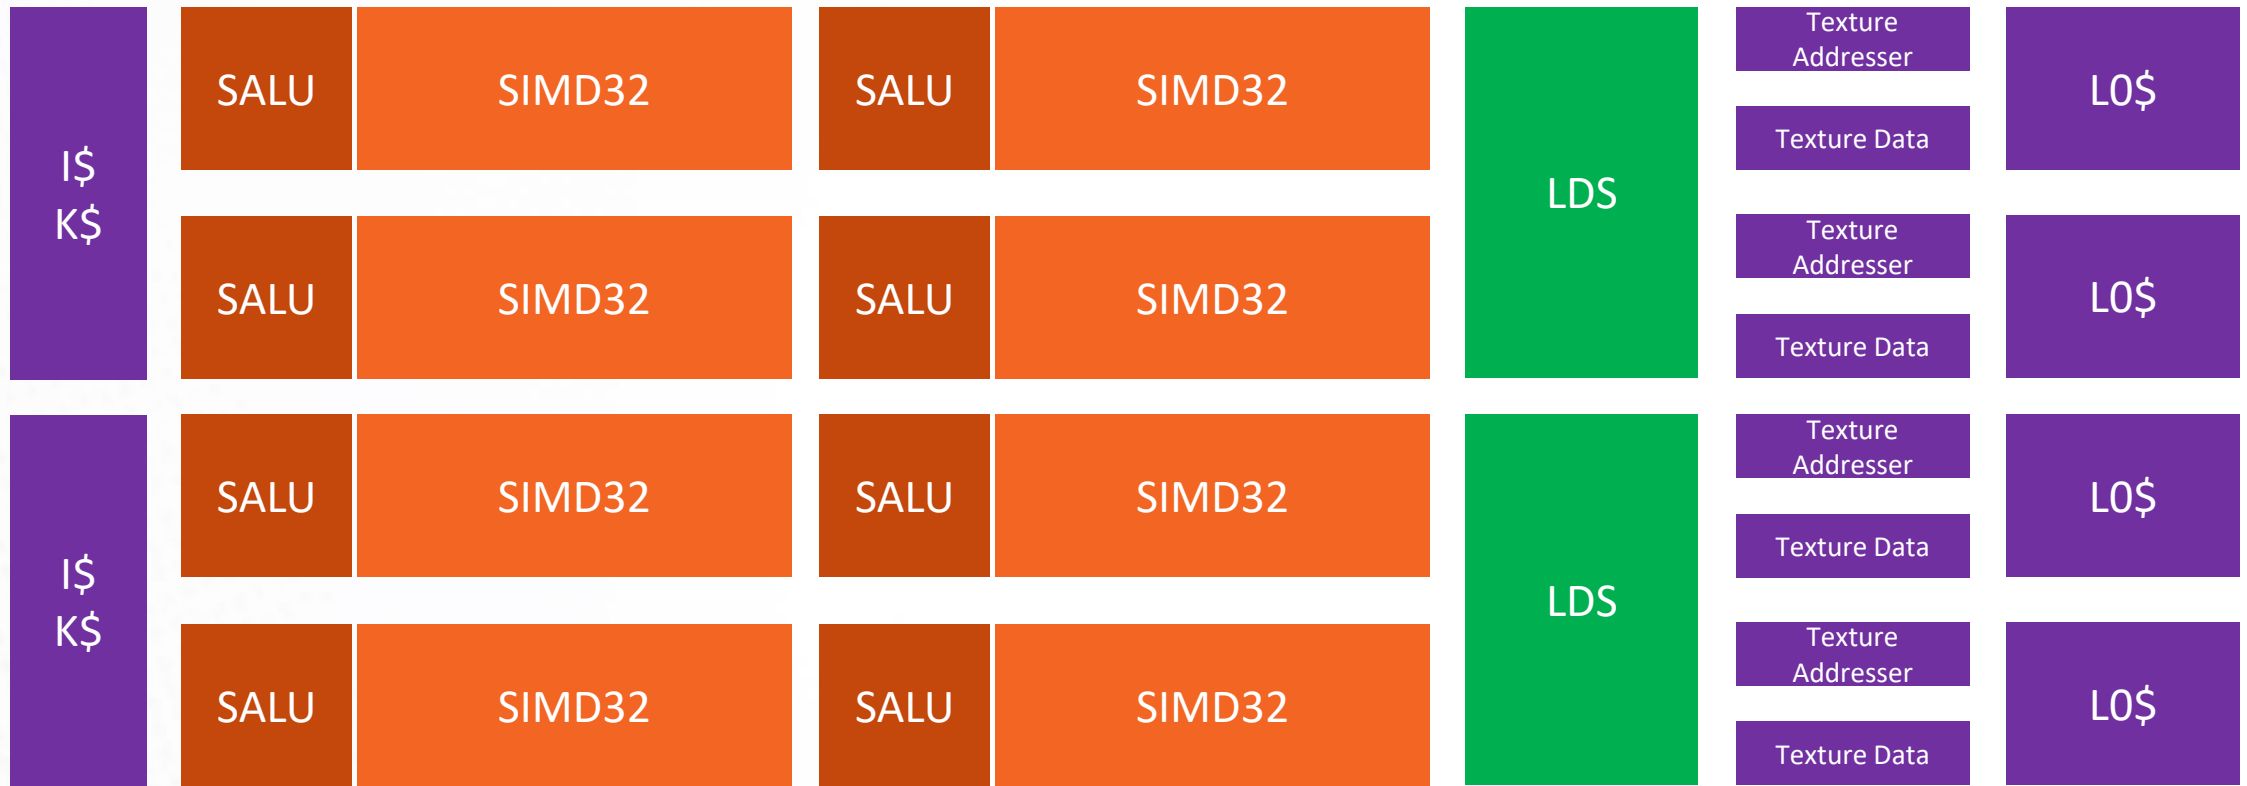 I$
K$
SALU
SIMD32
SALU
SIMD32
SALU
SIMD32
SALU
SIMD32
LDS
Texture
Addresser
Texture Data
L0$
Texture
Addresser
Texture Data
L0$
I$
K$
SALU
SIMD32
SALU
SIMD32
SALU
SIMD32
SALU
SIMD32
LDS
Texture
Addresser
Texture Data
L0$
Texture
Addresser
Texture Data
L0$